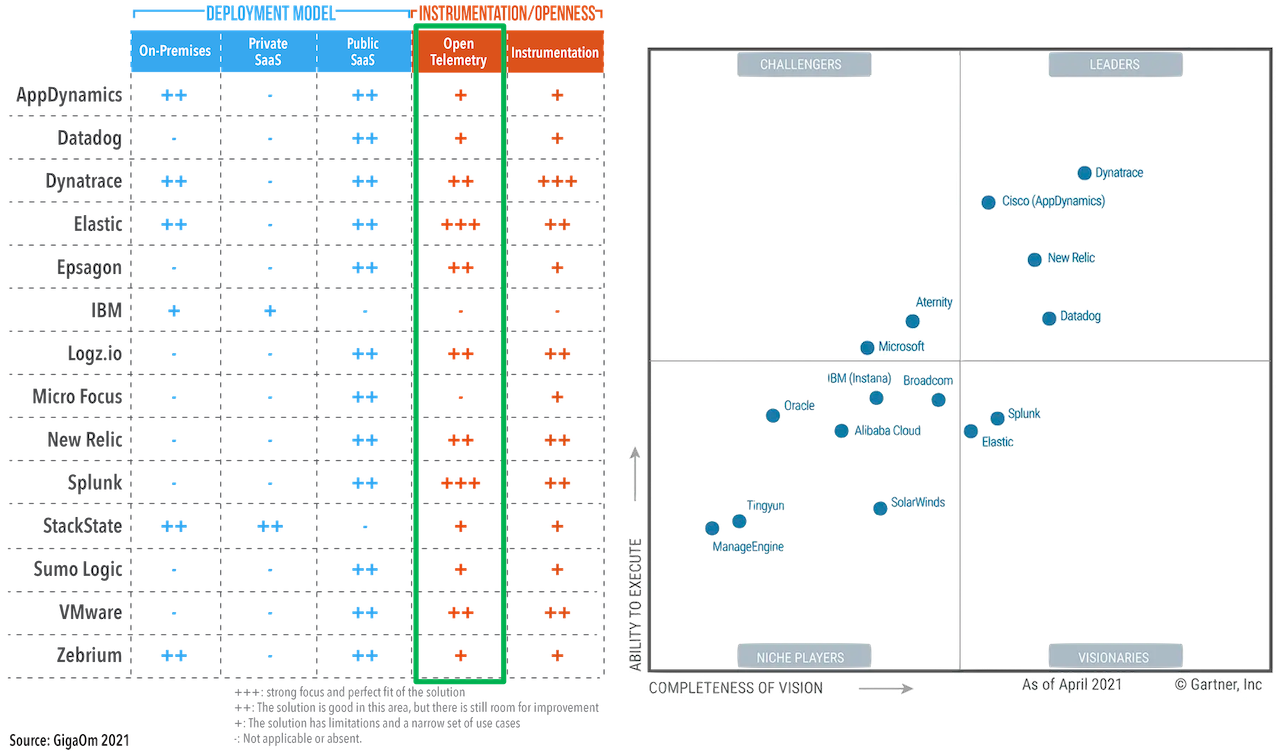 DEPLOYMENT MODEL INSTRUMENTATION/OPENNESS
On-Premises Private SaaS Public SaaS Open Telemetry Instrumentation
AppDynamics ++ - ++ + +
Datadog - - ++ + +
Dynatrace ++ - ++ ++ +++
Elastic ++ - ++ +++ ++
Epsagon - - ++ ++ +
IBM + + - - -
Logz.io - - ++ ++ ++
Micro Focus - - ++ - +
New Relic - - ++ ++ ++
Splunk - - ++ +++ ++
StackState ++ ++ - + +
Sumo Logic - - ++ + +
VMware - - ++ ++ ++
Zebrium ++ - ++ + +
+++: strong focus and perfect fit of the solution
++: The solution is good in this area, but there is still room for improvement
+: The solution has limitations and a narrow set of use cases
-: Not applicable or absent.
Source: GigaOm 2021
CHALLENGERS LEADERS
Dynatrace
Cisco (AppDynamics)
New Relic
Aternity
Datadog
Microsoft
IBM (Instana) Broadcom
Oracle
Splunk
Alibaba Cloud
Elastic
SolarWinds
Tingyun
ManageEngine
ABILITY TO EXECUTE
NICHE PLAYERS VISIONARIES
COMPLETENESS OF VISION
As of April 2021 © Gartner, Inc